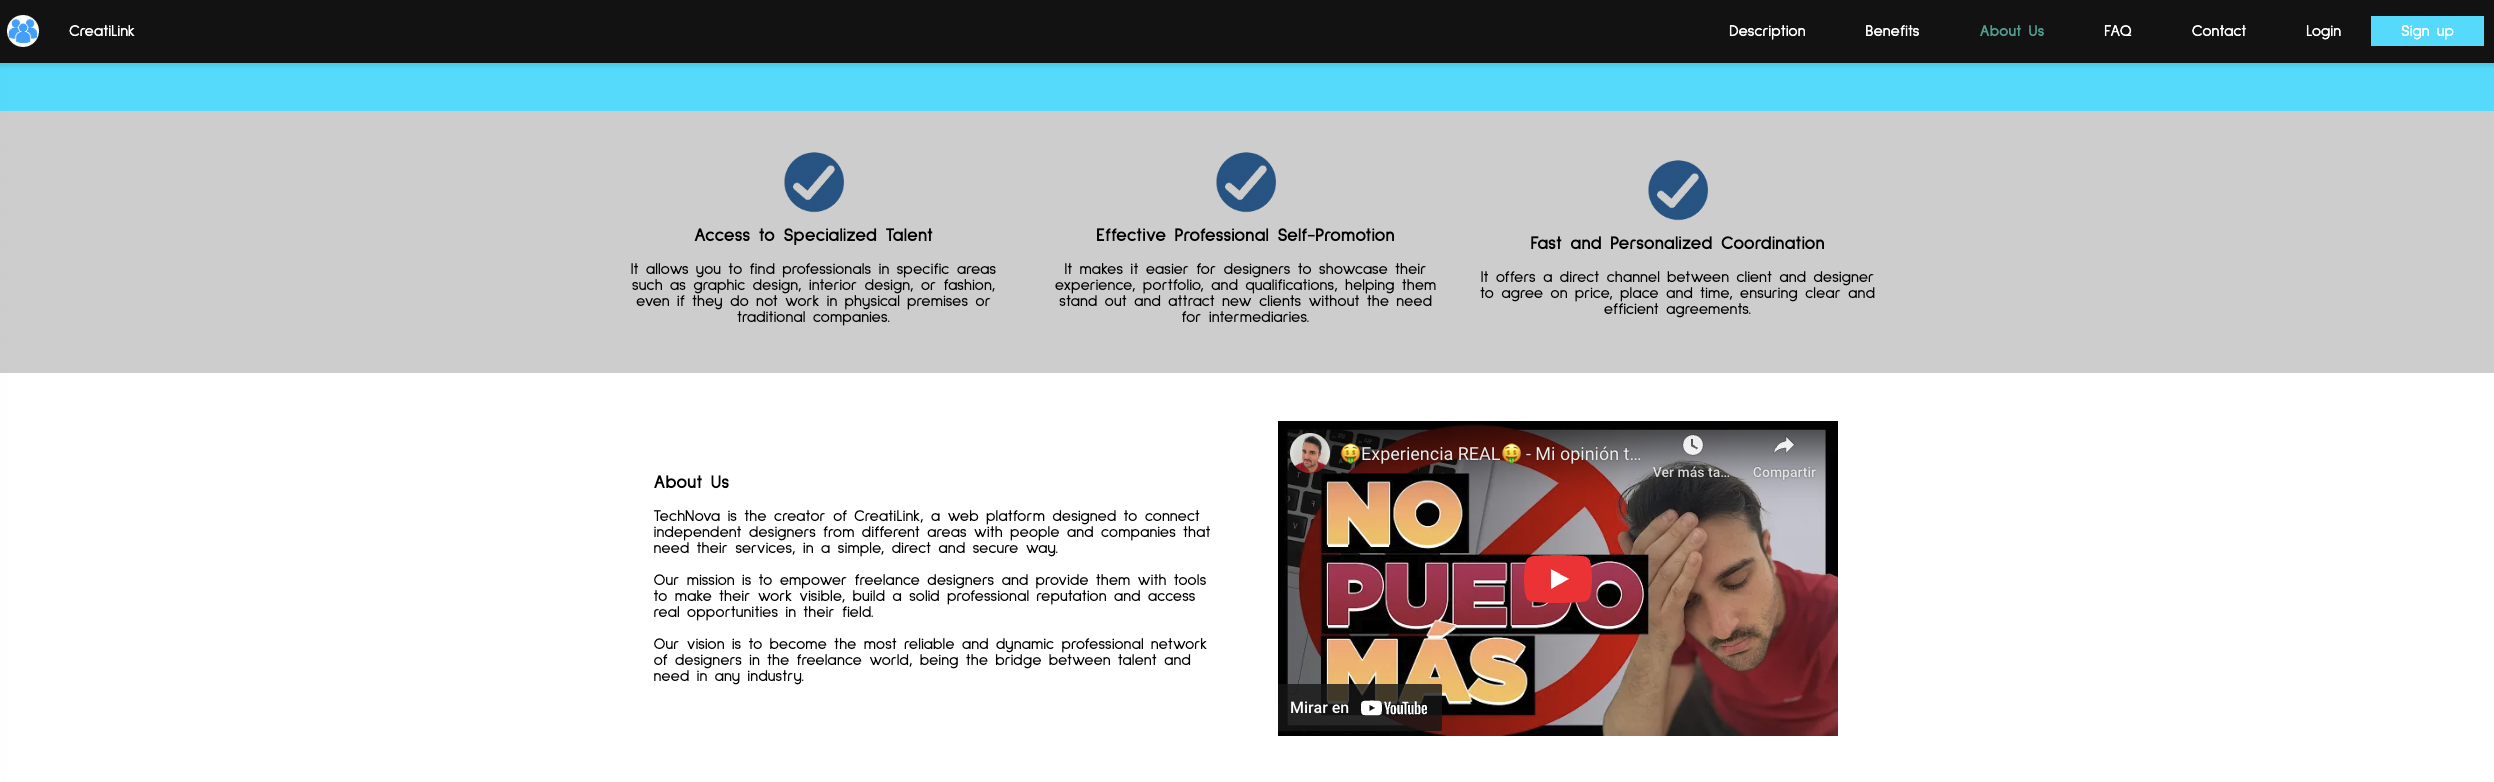 CreatiLink
Description
Benefits
About Us
FAQ
Contact
Login
Sign up
Access to Specialized Talent
It allows you to find professionals in specific areas
such as graphic design, interior design, or fashion,
even if they do not work in physical premises or
traditional companies.
Effective Professional Self-Promotion
It makes it easier for designers to showcase their
experience, portfolio, and qualifications, helping them
stand out and attract new clients without the need
for intermediaries.
Fast and Personalized Coordination
It offers a direct channel between client and designer
to agree on price, place and time, ensuring clear and
efficient agreements.
About Us
TechNova is the creator of CreatiLink, a web platform designed to connect
independent designers from different areas with people and companies that
need their services, in a simple, direct and secure way.
Our mission is to empower freelance designers and provide them with tools
to make their work visible, build a solid professional reputation and access
real opportunities in their field.
Our vision is to become the most reliable and dynamic professional network
of designers in the freelance world, being the bridge between talent and
need in any industry.
🤑Experiencia REAL🤑 - Mi opinión t...
Ver más ta...
Compartir
NO
PUEDO
MÁS
Mirar en YouTube